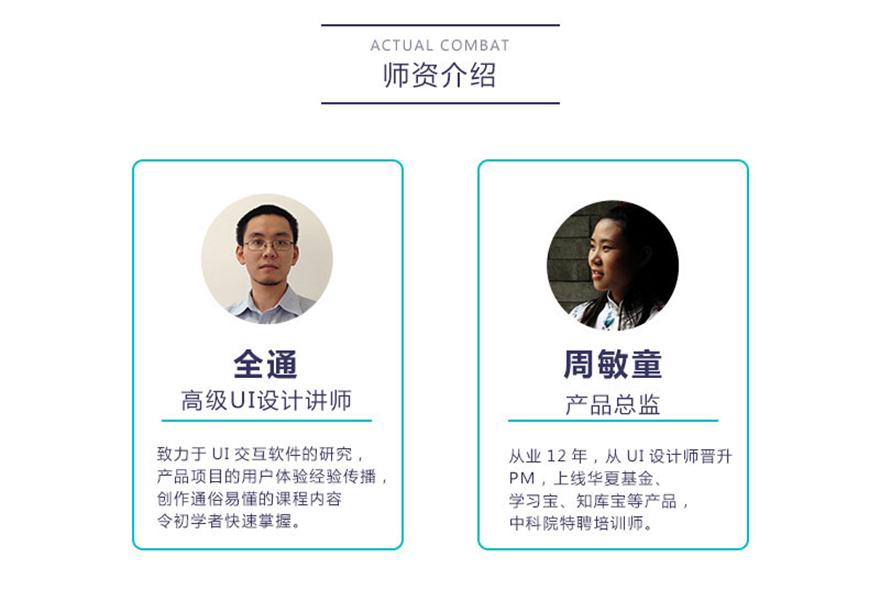 ACTUAL COMBAT
师资介绍
全通
高级UI设计讲师
致力于 UI 交互软件的研究，
产品项目的用户体验经验传播，
创作通俗易懂的课程内容
令初学者快速掌握。
周敏童
产品总监
从业 12 年，从 UI 设计师晋升
PM，上线华夏基金、
学习宝、知库宝等产品，
中科院特聘培训师。